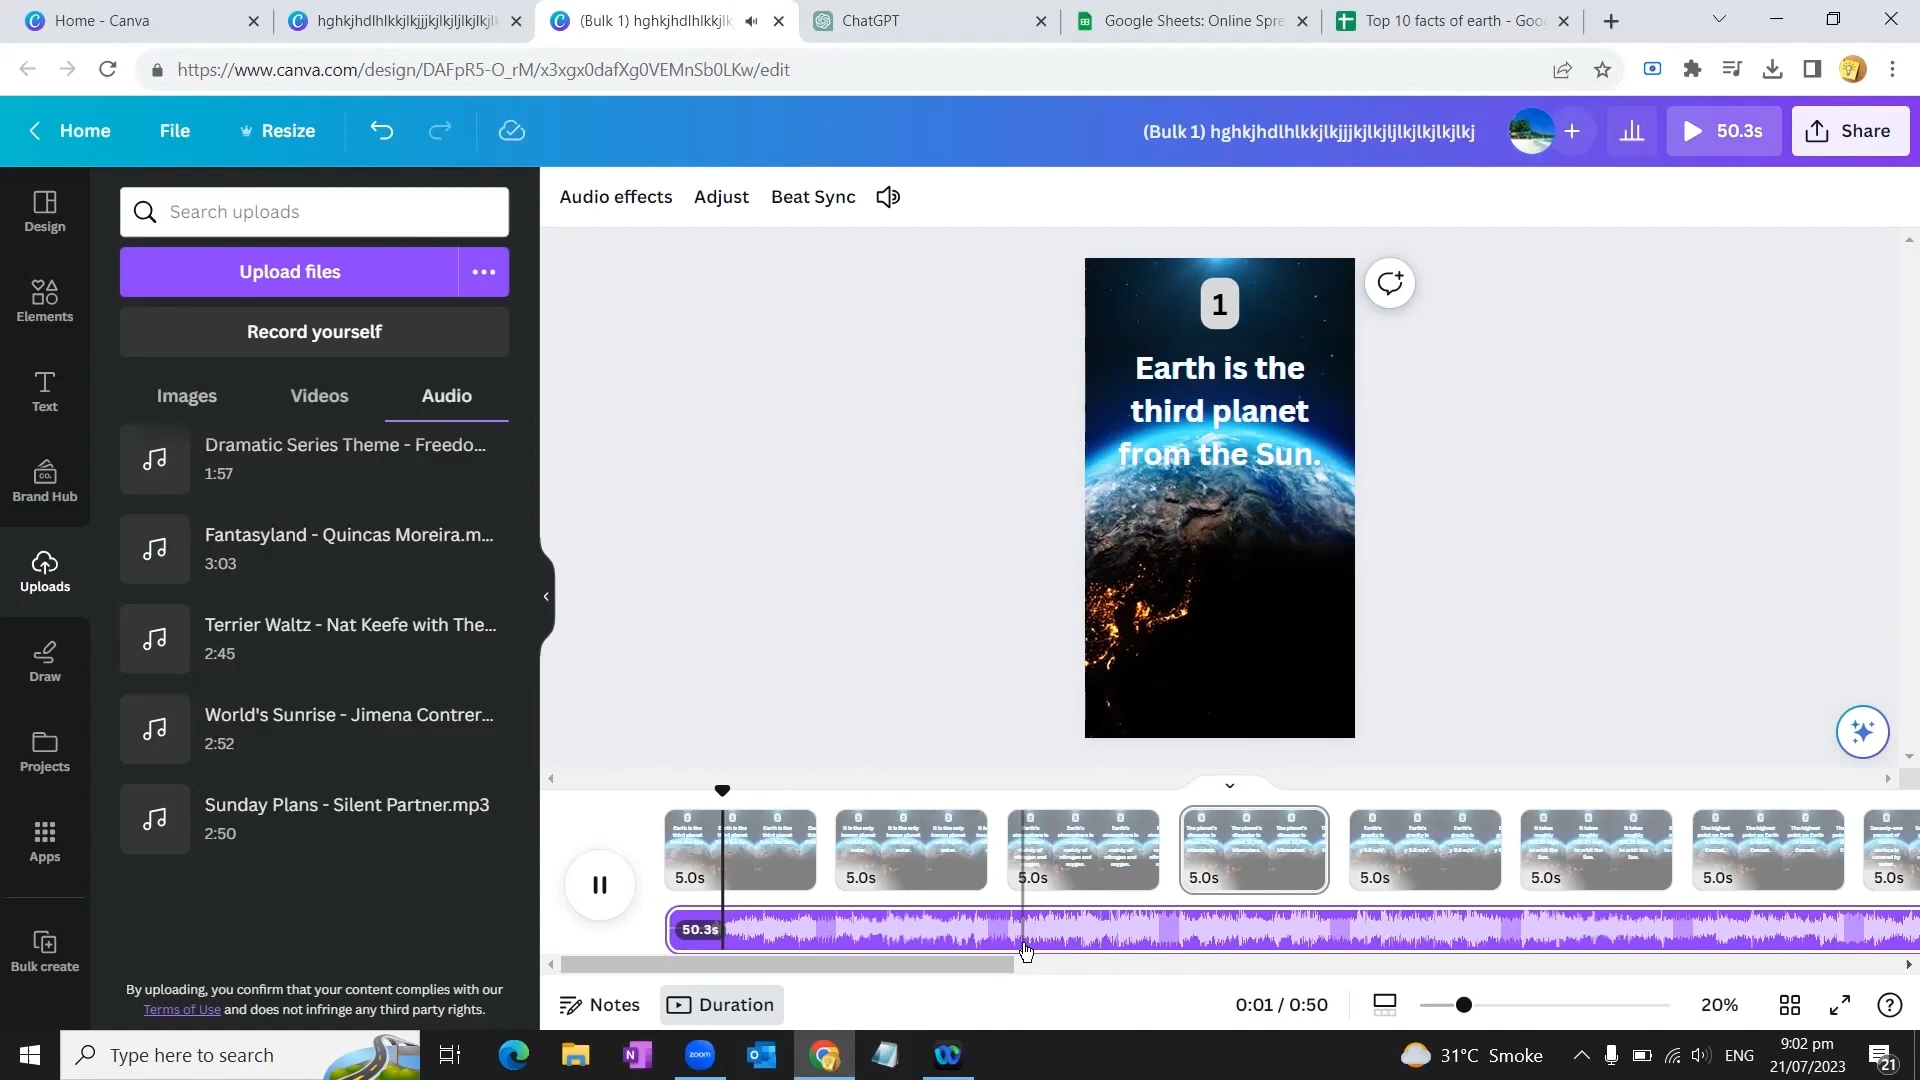 Home - Canva
hghkjhdlhlkkjlkjjjkjlkjljlkjlkjlk
(Bulk 1) hghkjhdlhlkkjlk
ChatGPT
Google Sheets: Online Spre
Top 10 facts of earth - Goo
https://www.canva.com/design/DAFpR5-O_rM/x3xgx0dafXg0VEMnSb0LKw/edit
Home
File
Resize
(Bulk 1) hghkjhdlhlkkjlkjjjkjlkjljlkjlkjlkjlkj
50.3s
Share
Design
Elements
Text
Brand Hub
Uploads
Draw
Projects
Apps
Bulk create
Search uploads
Upload files
Record yourself
Images
Videos
Audio
Dramatic Series Theme - Freedo...
1:57
Fantasyland - Quincas Moreira.m...
3:03
Terrier Waltz - Nat Keefe with The...
2:45
World's Sunrise - Jimena Contrer...
2:52
Sunday Plans - Silent Partner.mp3
2:50
By uploading, you confirm that your content complies with our
Terms of Use and does not infringe any third party rights.
Audio effects
Adjust
Beat Sync
1
Earth is the
third planet
from the Sun.
5.0s
5.0s
5.0s
5.0s
5.0s
5.0s
5.0s
5.0s
50.3s
Notes
Duration
0:01 / 0:50
20%
Type here to search
zoom
31°C Smoke
ENG
9:02 pm
21/07/2023
21